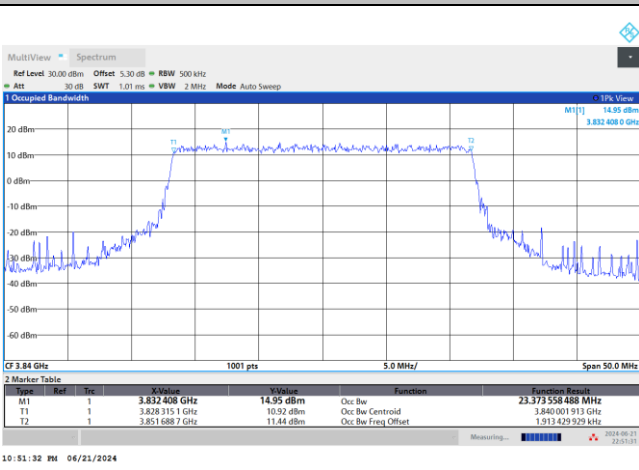 MultiView Spectrum
Ref Level 30.00 dBm Offset 5.30 dB RBW 500 kHz
Att 30 dB SWT 1.01 ms VBW 2 MHz Mode Auto Sweep
1 Occupied Bandwidth 1Pk View
M1[1] 14.95 dBm
3.832 408 0 GHz
20 dBm
T1 M1 T2
10 dBm
0 dBm
-10 dBm
-20 dBm
-30 dBm
-40 dBm
-50 dBm
-60 dBm
CF 3.84 GHz 1001 pts 5.0 MHz/ Span 50.0 MHz
2 Marker Table
Type Ref Trc X-Value Y-Value Function Function Result
M1 1 3.832 408 GHz 14.95 dBm Occ Bw 23.373 558 488 MHz
T1 1 3.828 315 1 GHz 10.92 dBm Occ Bw Centroid 3.840 001 913 GHz
T2 1 3.851 688 7 GHz 11.44 dBm Occ Bw Freq Offset 1.913 429 929 kHz
Measuring... 2024-06-21
22:51:31
10:51:32 PM 06/21/2024